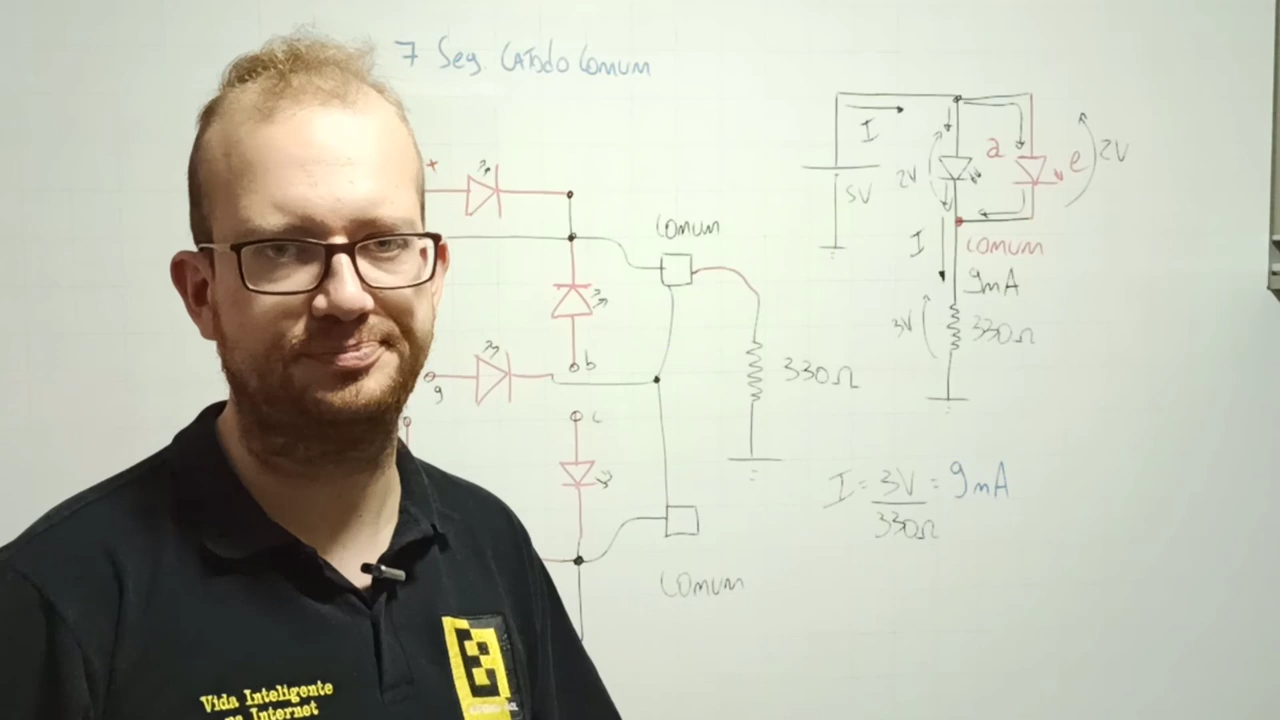 7 Seg. CATodo Comum
+
Comum
b
g
c
330Ω
Comum
I
5V
2V
a
e
2V
I
Comum
9mA
3V
330Ω
I = 3V = 9mA
330Ω
Vida Inteligente
na Internet